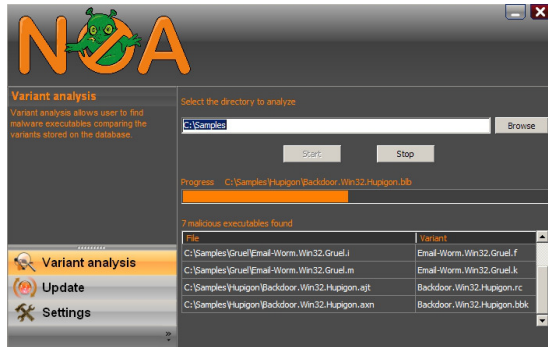 NOA
Variant analysis
Variant analysis allows user to find
malware executables comparing the
variants stored on the database.
Select the directory to analyze
C:\Samples
Browse
Start
Stop
Progress C:\Samples\Hupigon\Backdoor.Win32.Hupigon.blb
7 malicious executables found
File Variant
C:\Samples\Gruel\Email-Worm.Win32.Gruel.i Email-Worm.Win32.Gruel.f
C:\Samples\Gruel\Email-Worm.Win32.Gruel.m Email-Worm.Win32.Gruel.k
C:\Samples\Hupigon\Backdoor.Win32.Hupigon.ajt Backdoor.Win32.Hupigon.rc
C:\Samples\Hupigon\Backdoor.Win32.Hupigon.axn Backdoor.Win32.Hupigon.bbk
Variant analysis
Update
Settings